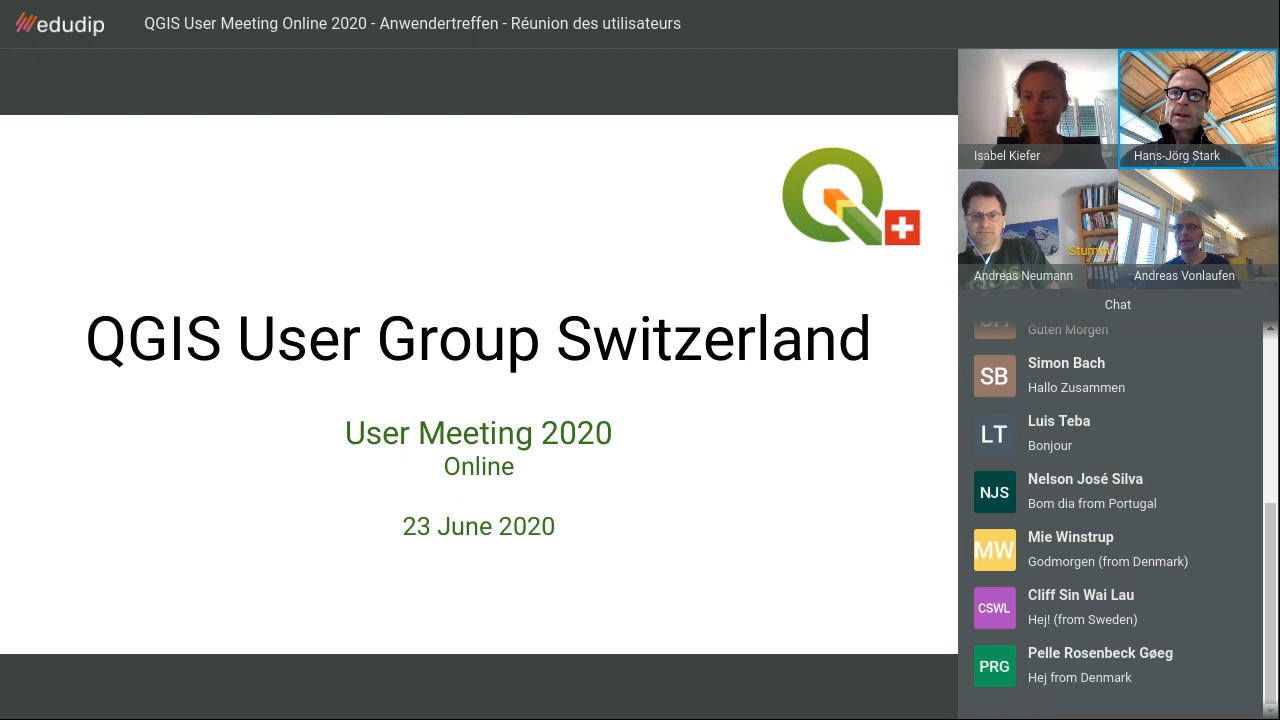 edudip
QGIS User Meeting Online 2020 - Anwendertreffen - Réunion des utilisateurs
QGIS User Group Switzerland
User Meeting 2020
Online
23 June 2020
Isabel Kiefer
Hans-Jörg Stark
Stumm
Andreas Neumann
Andreas Vonlaufen
Chat
Guten Morgen
SB
Simon Bach
Hallo Zusammen
LT
Luis Teba
Bonjour
NJS
Nelson José Silva
Bom dia from Portugal
MW
Mie Winstrup
Godmorgen (from Denmark)
CSWL
Cliff Sin Wai Lau
Hej! (from Sweden)
PRG
Pelle Rosenbeck Gøeg
Hej from Denmark